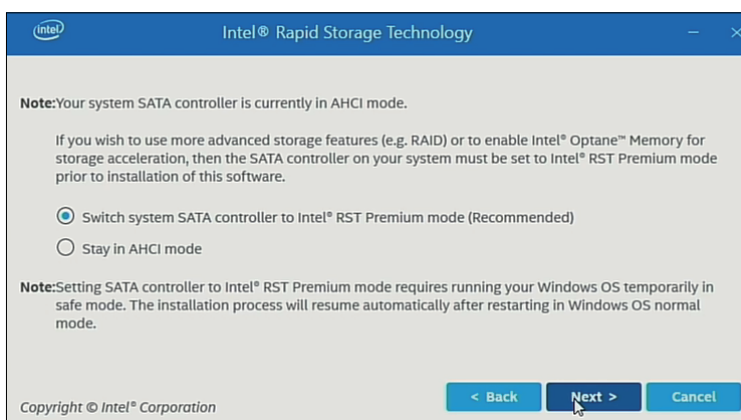 intel
Intel® Rapid Storage Technology
Note:Your system SATA controller is currently in AHCI mode.
If you wish to use more advanced storage features (e.g. RAID) or to enable Intel® Optane™ Memory for
storage acceleration, then the SATA controller on your system must be set to Intel® RST Premium mode
prior to installation of this software.
Switch system SATA controller to Intel® RST Premium mode (Recommended)
Stay in AHCI mode
Note:Setting SATA controller to Intel® RST Premium mode requires running your Windows OS temporarily in
safe mode. The installation process will resume automatically after restarting in Windows OS normal
mode.
< Back Next > Cancel
Copyright © Intel® Corporation